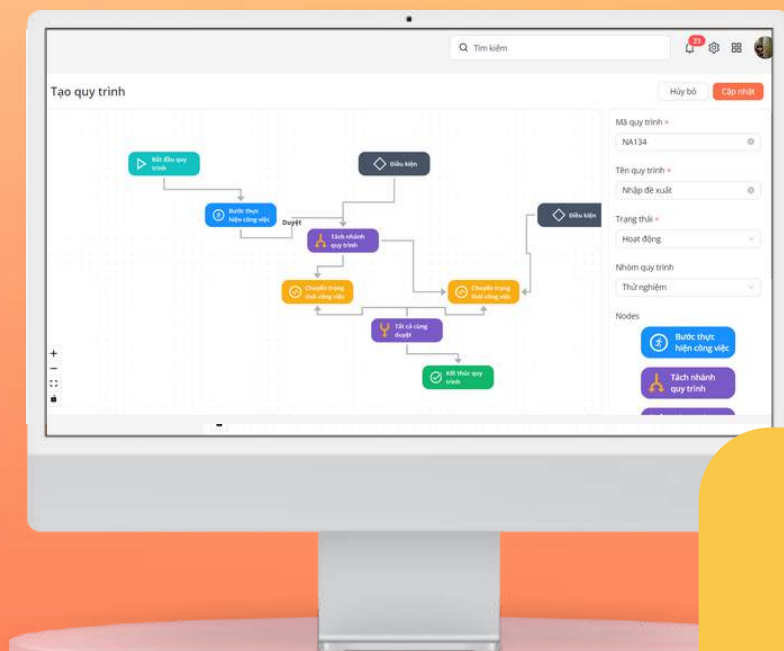 Tìm kiếm
23
Tạo quy trình
Hủy bỏ
Cập nhật
Mã quy trình *
NA134
Tên quy trình *
Nhập đề xuất
Trạng thái *
Hoạt động
Nhóm quy trình
Thử nghiệm
Nodes
Bước thực
hiện công việc
Tách nhánh
quy trình
Bắt đầu quy
trình
Điều kiện
Bước thực
hiện công việc
Duyệt
Điều kiện
Tách nhánh
quy trình
Chuyển trạng
thái công việc
Chuyển trạng
thái công việc
Tất cả cùng
duyệt
Kết thúc quy
trình